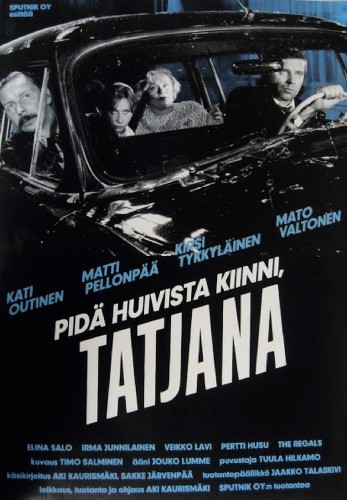 SPUTNIK OY
esittää
KATI
OUTINEN
MATTI
PELLONPÄÄ
KIRSI
TYKKYLÄINEN
MATO
VALTONEN
PIDÄ HUIVISTA KIINNI,
TATJANA
ELINA SALO IRMA JUNNILAINEN VEIKKO LAVI PERTTI HUSU THE REGALS
kuvaus TIMO SALMINEN ääni JOUKO LUMME puvustaja TUULA HILKAMO
käsikirjoitus AKI KAURISMÄKI, SAKKE JÄRVENPÄÄ tuotantopäällikkö JAAKKO TALASKIVI
leikkaus, tuotanto ja ohjaus AKI KAURISMÄKI SPUTNIK OY:n tuotantoa